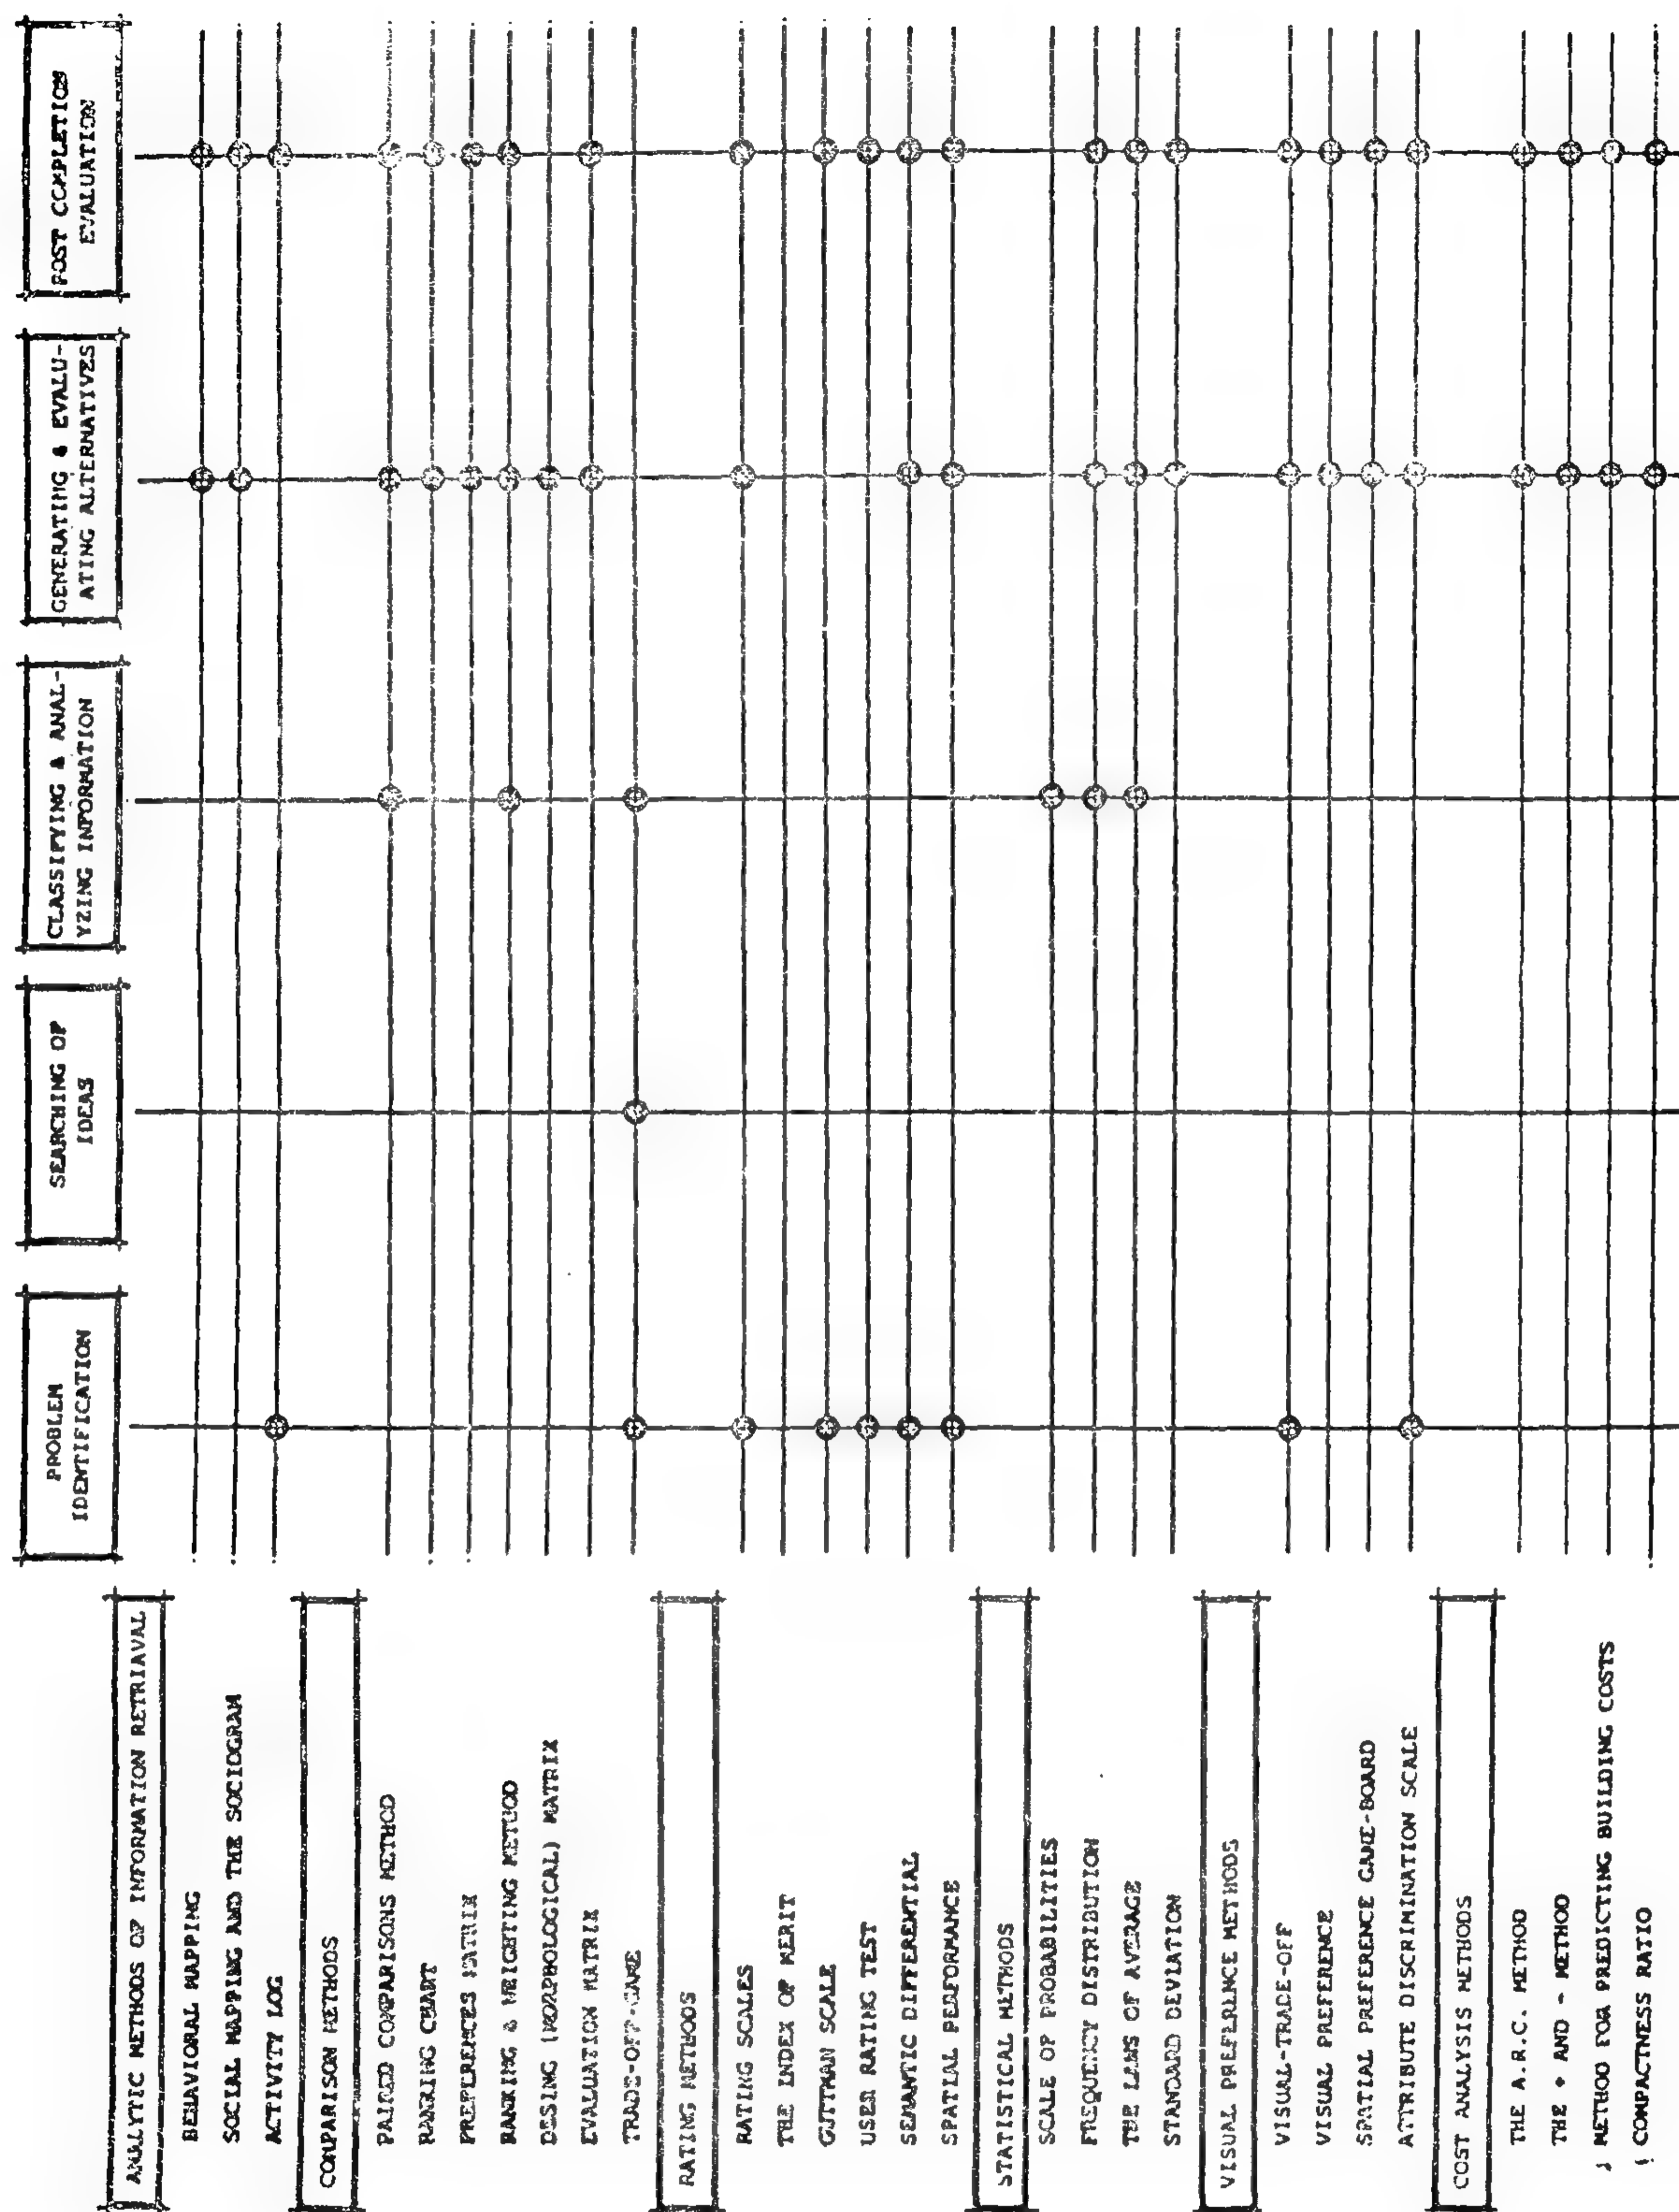 PROBLEM
IDENTIFICATION
SEARCHING OF
IDEAS
CLASSIFYING & ANAL-
YZING INFORMATION
GENERATING & EVALU-
ATING ALTERNATIVES
POST COMPLETION
EVALUATION
ANALYTIC METHODS OF INFORMATION RETRIAVAL
BEHAVIORAL MAPPING
SOCIAL MAPPING AND THE SOCIOGRAM
ACTIVITY LOG
COMPARISON METHODS
PAIRED COMPARISONS METHOD
RANKING CHART
PREFERENCES MATRIX
RANKING & WEIGHTING METHOD
DESING (MORPHOLOGICAL) MATRIX
EVALUATION MATRIX
TRADE-OFF-GAME
RATING METHODS
RATING SCALES
THE INDEX OF MERIT
GUTTMAN SCALE
USER RATING TEST
SEMANTIC DIFFERENTIAL
SPATIAL PERFORMANCE
STATISTICAL METHODS
SCALE OF PROBABILITIES
FREQUENCY DISTRIBUTION
THE LAWS OF AVERAGE
STANDARD DEVIATION
VISUAL PREFERENCE METHODS
VISUAL-TRADE-OFF
VISUAL PREFERENCE
SPATIAL PREFERENCE GAME-BOARD
ATTRIBUTE DISCRIMINATION SCALE
COST ANALYSIS METHODS
THE A.R.C. METHOD
THE + AND - METHOD
METHOD FOR PREDICTING BUILDING COSTS
COMPACTNESS RATIO